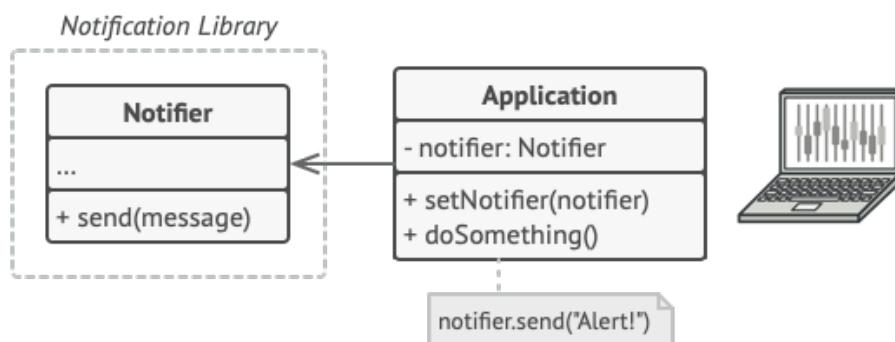 Notification Library
Notifier
...
+ send(message)
Application
- notifier: Notifier
+ setNotifier(notifier)
+ doSomething()
notifier.send("Alert!")